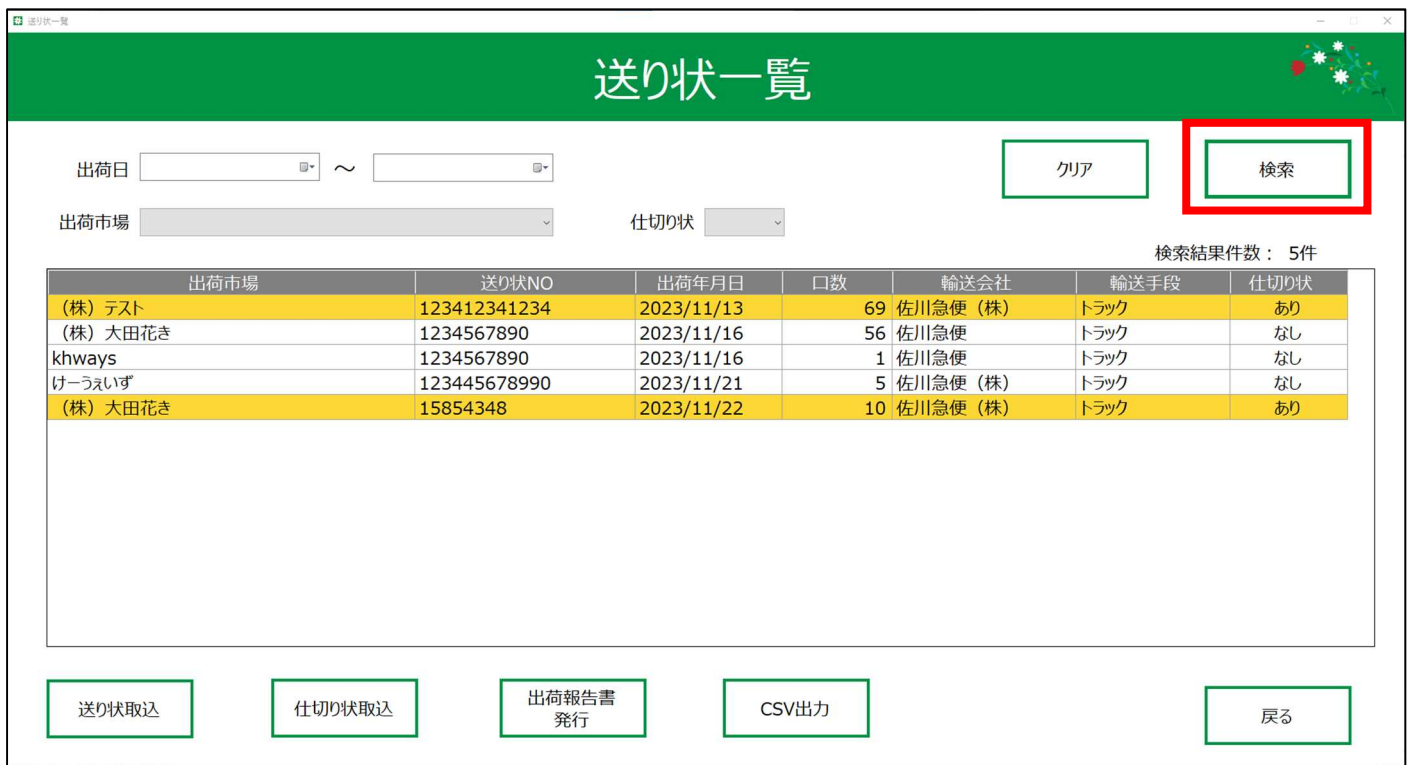 送り状一覧
送り状一覧
出荷日 ～ クリア 検索
出荷市場 仕切り状
検索結果件数： 5件
出荷市場 送り状NO 出荷年月日 口数 輸送会社 輸送手段 仕切り状
（株）テスト 123412341234 2023/11/13 69 佐川急便（株） トラック あり
（株）大田花き 1234567890 2023/11/16 56 佐川急便 トラック なし
khways 1234567890 2023/11/16 1 佐川急便 トラック なし
けーうぇいず 123445678990 2023/11/21 5 佐川急便（株） トラック なし
（株）大田花き 15854348 2023/11/22 10 佐川急便（株） トラック あり
送り状取込 仕切り状取込 出荷報告書 CSV出力 戻る
発行